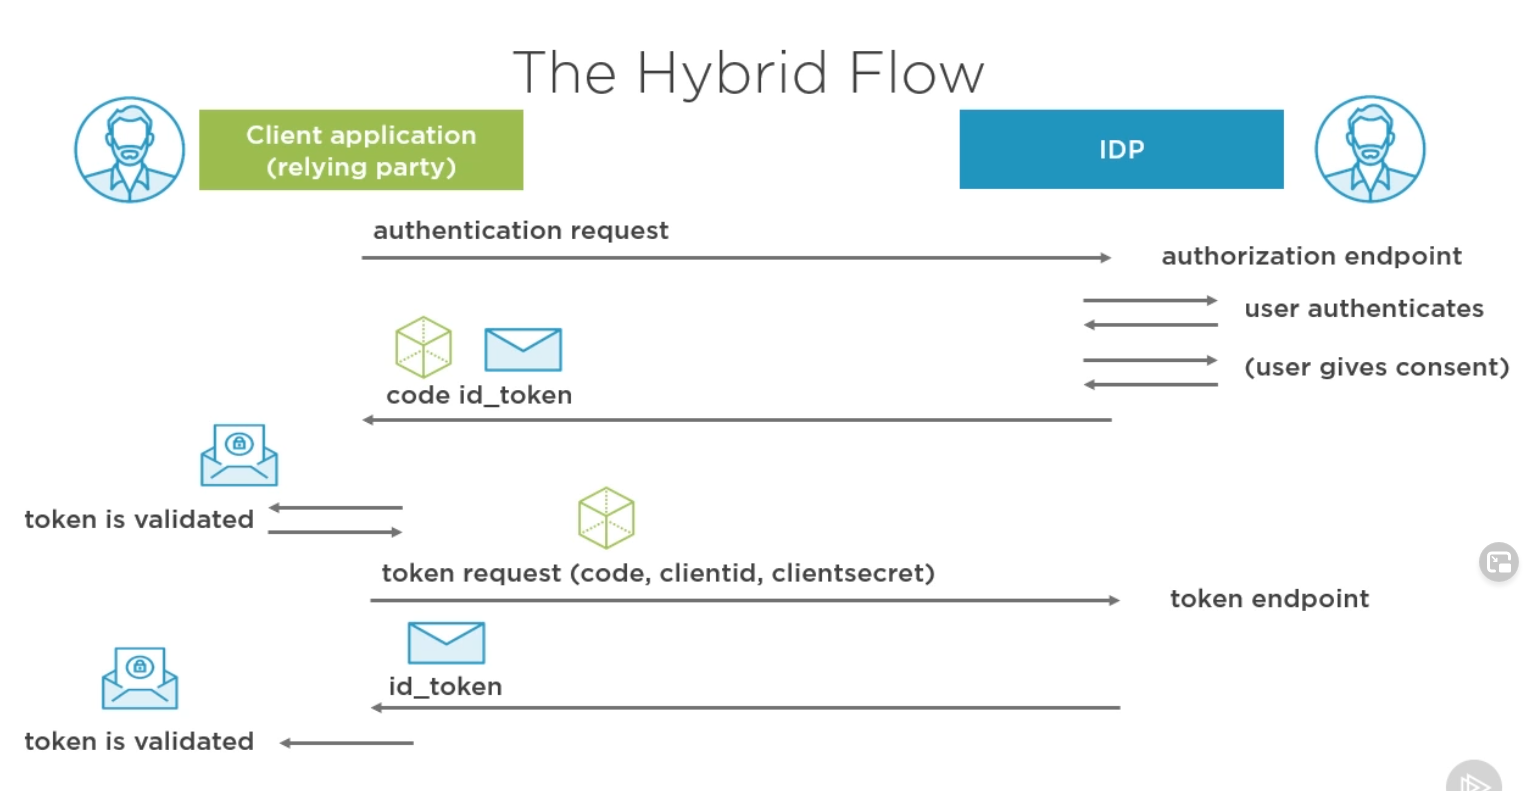 The Hybrid Flow
Client application
(relying party)
IDP
authentication request
authorization endpoint
user authenticates
(user gives consent)
code id_token
token is validated
token request (code, clientid, clientsecret)
token endpoint
id_token
token is validated